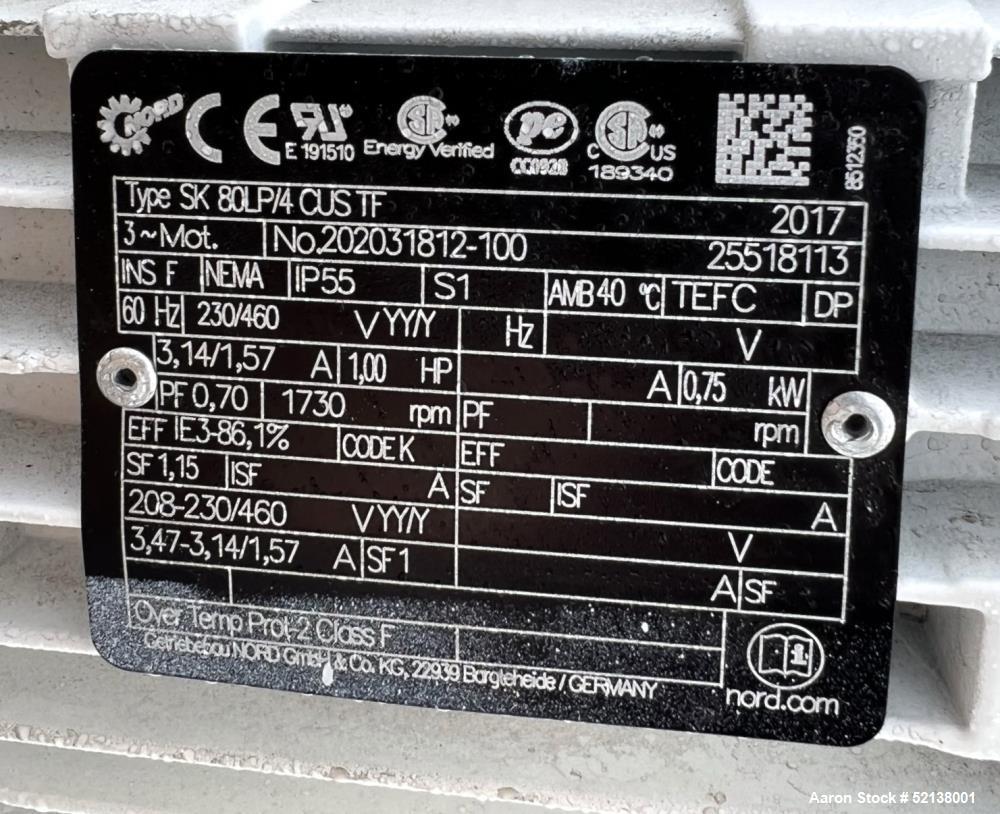 NORD CE E 191510 Energy Verified CC092B C US 189340 8612350
Type SK 80LP/4 CUS TF 2017
3~Mot. No.202031812-100 25518113
INS F NEMA IP55 S1 AMB 40 °C TEFC DP
60 Hz 230/460 V YY/Y Hz V
3,14/1,57 A 1,00 HP A 0,75 kW
PF 0,70 1730 rpm PF rpm
EFF IE3-86,1% CODE K EFF CODE
SF 1,15 ISF A SF ISF A
208-230/460 V YY/Y V
3,47-3,14/1,57 A SF 1 A SF
Over Temp Prot-2 Class F
Getriebebau NORD GmbH & Co. KG, 22939 Bargteheide / GERMANY
nord.com
Aaron Stock # 52138001